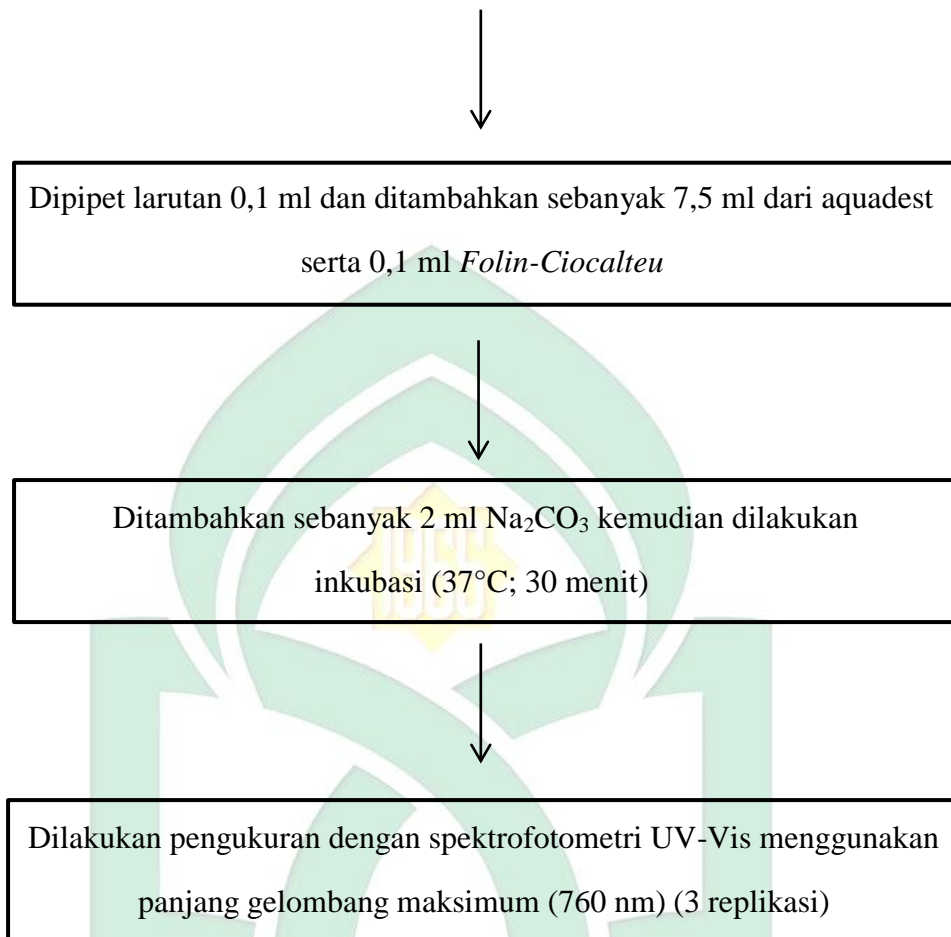 Dipipet larutan 0,1 ml dan ditambahkan sebanyak 7,5 ml dari aquadest
serta 0,1 ml Folin-Ciocalteu
Ditambahkan sebanyak 2 ml Na₂CO₃ kemudian dilakukan
inkubasi (37°C; 30 menit)
1965
Dilakukan pengukuran dengan spektrofotometri UV-Vis menggunakan
panjang gelombang maksimum (760 nm) (3 replikasi)